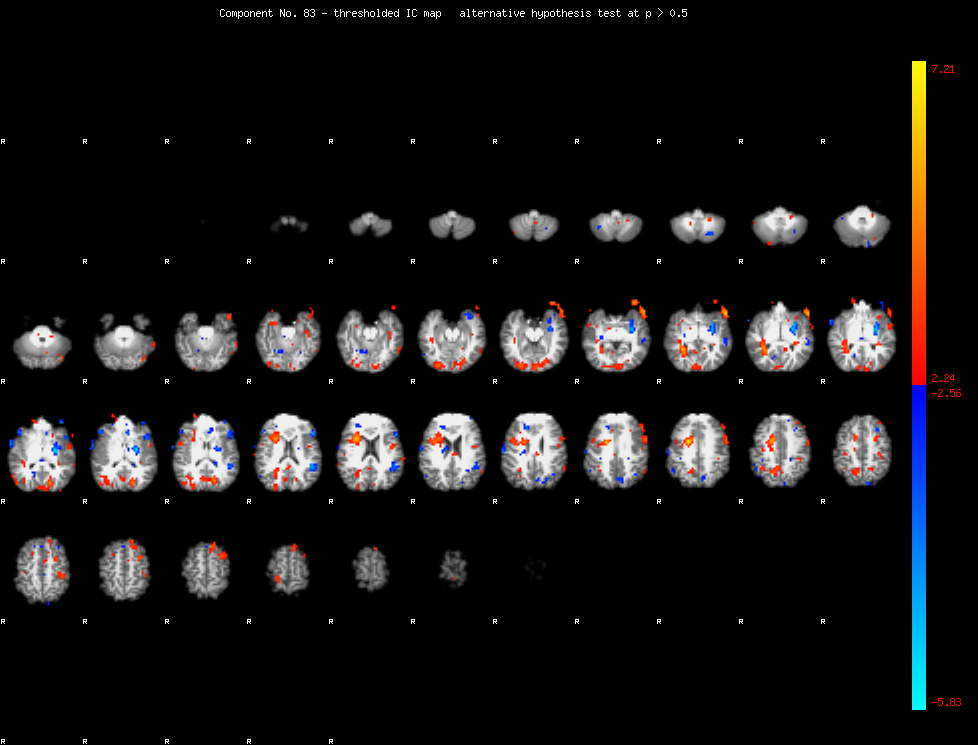 Component No. 83 - thresholded IC map   alternative hypothesis test at p > 0.5
7.21
R R R R R R R R R R R
R R R R R R R R R R R
R R R R R R R R R R R
2.24
-2.56
R R R R R R R R R R R
R R R R R R R R R R R
-5.83
R R R R R